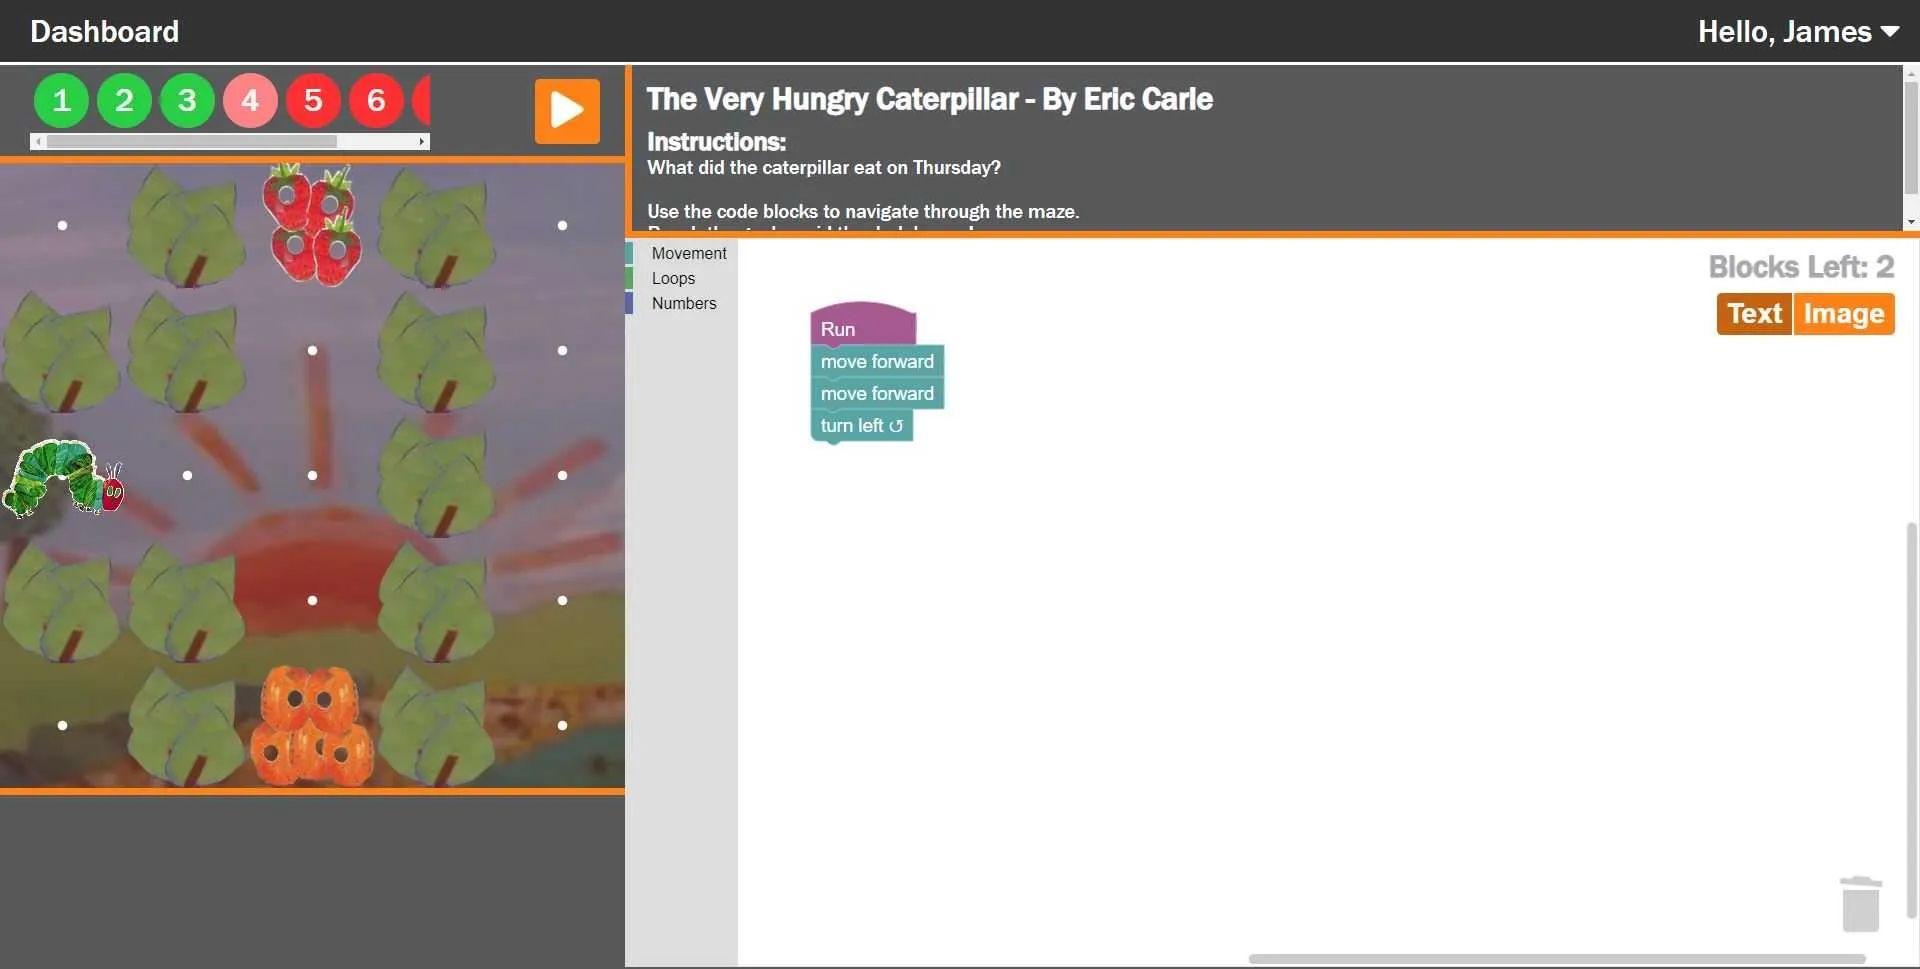 Dashboard
Hello, James
1 2 3 4 5 6
The Very Hungry Caterpillar - By Eric Carle
Instructions:
What did the caterpillar eat on Thursday?
Use the code blocks to navigate through the maze.
Movement
Loops
Numbers
Blocks Left: 2
Text Image
Run
move forward
move forward
turn left ↺